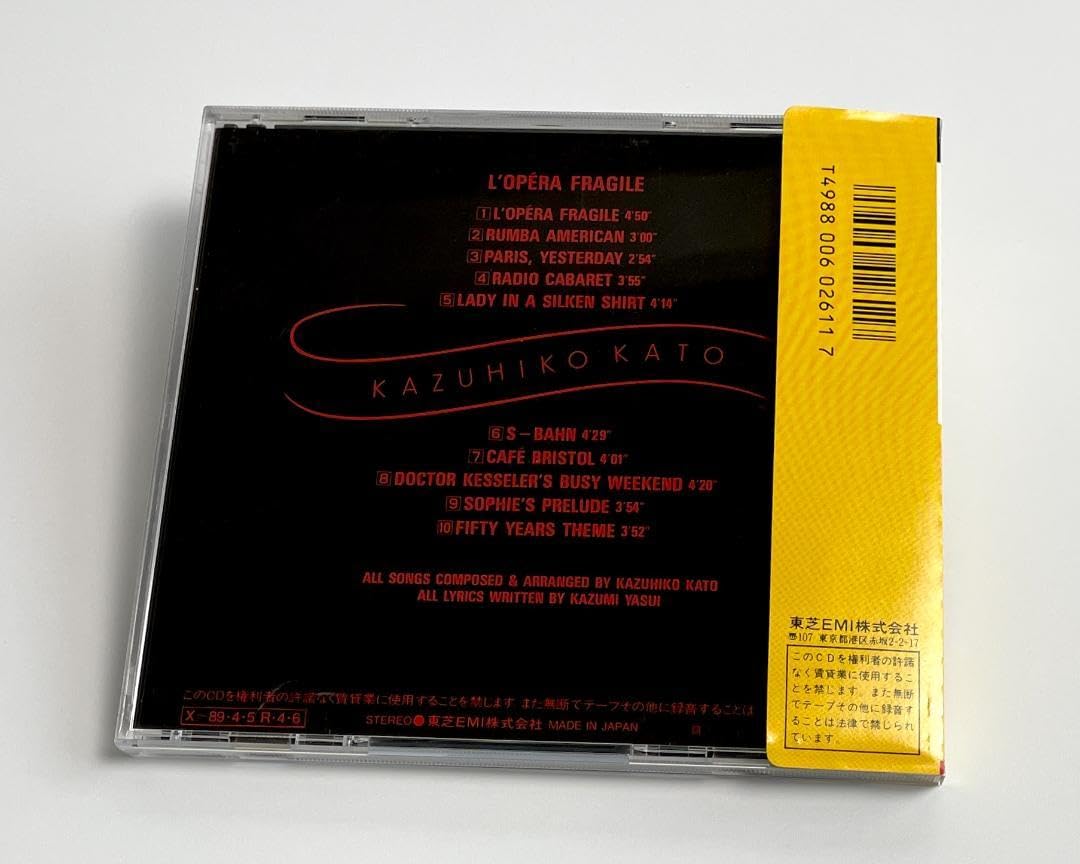 L'OPÉRA FRAGILE
1 L'OPÉRA FRAGILE 4'50"
2 RUMBA AMERICAN 3'00"
3 PARIS, YESTERDAY 2'54"
4 RADIO CABARET 3'55"
5 LADY IN A SILKEN SHIRT 4'14"
KAZUHIKO KATO
6 S–BAHN 4'29"
7 CAFÉ BRISTOL 4'01"
8 DOCTOR KESSELER'S BUSY WEEKEND 4'20"
9 SOPHIE'S PRELUDE 3'54"
10 FIFTY YEARS THEME 3'52"
ALL SONGS COMPOSED & ARRANGED BY KAZUHIKO KATO
ALL LYRICS WRITTEN BY KAZUMI YASUI
このCDを権利者の許諾なく賃貸業に使用することを禁じます また無断でテープその他に録音することは
X–89·4·5 R·4·6
STEREO●東芝EMI株式会社 MADE IN JAPAN
T4988 006 02611 7
東芝EMI株式会社
〠107 東京都港区赤坂2-2-17
このCDを権利者の許諾
なく賃貸業に使用するこ
とを禁じます。また無断
でテープその他に録音す
ることは法律で禁じられ
ています。